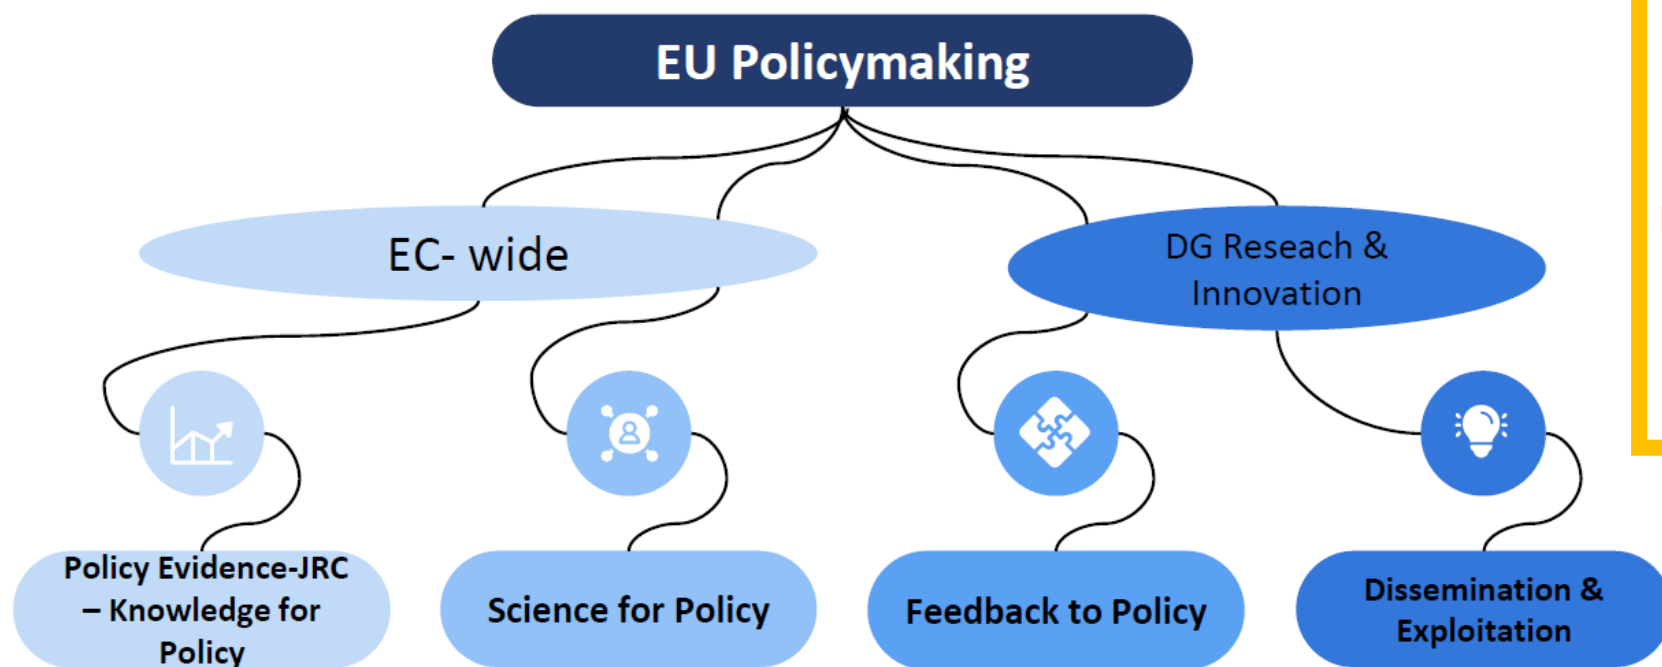 EU Policymaking
EC- wide
DG Reseach &
Innovation
Policy Evidence-JRC
– Knowledge for
Policy
Science for Policy
Feedback to Policy
Dissemination &
Exploitation